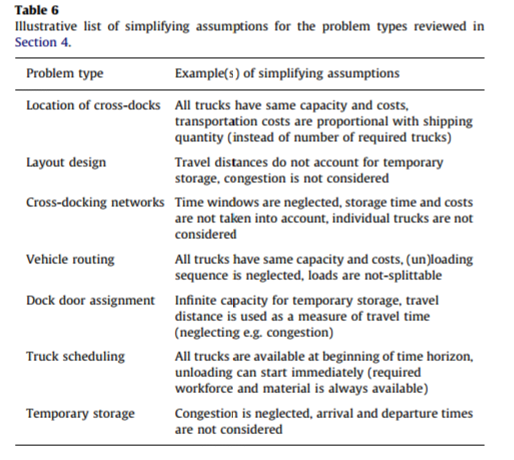 Table 6
Illustrative list of simplifying assumptions for the problem types reviewed in
Section 4.
Problem type Example(s) of simplifying assumptions
Location of cross-docks All trucks have same capacity and costs,
transportation costs are proportional with shipping
quantity (instead of number of required trucks)
Layout design Travel distances do not account for temporary
storage, congestion is not considered
Cross-docking networks Time windows are neglected, storage time and costs
are not taken into account, individual trucks are not
considered
Vehicle routing All trucks have same capacity and costs, (un)loading
sequence is neglected, loads are not-splittable
Dock door assignment Infinite capacity for temporary storage, travel
distance is used as a measure of travel time
(neglecting e.g. congestion)
Truck scheduling All trucks are available at beginning of time horizon,
unloading can start immediately (required
workforce and material is always available)
Temporary storage Congestion is neglected, arrival and departure times
are not considered